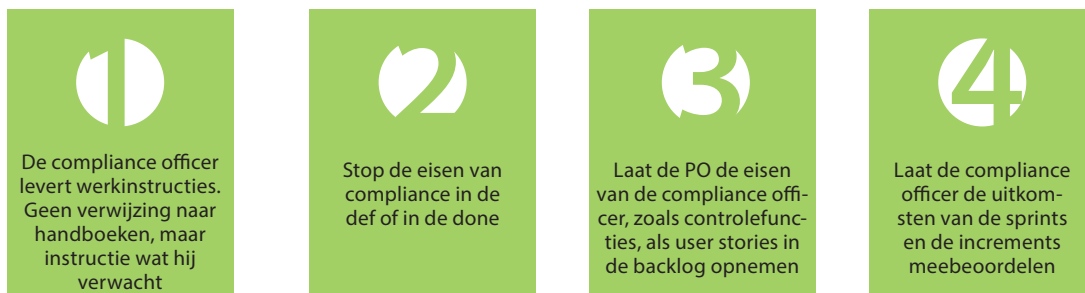 1
De compliance officer
levert werkinstructies.
Geen verwijzing naar
handboeken, maar
instructie wat hij
verwacht
2
Stop de eisen van
compliance in de
def of in de done
3
Laat de PO de eisen
van de compliance offi-
cer, zoals controlefunc-
ties, als user stories in
de backlog opnemen
4
Laat de compliance
officer de uitkom-
sten van de sprints
en de increments
meebeoordelen